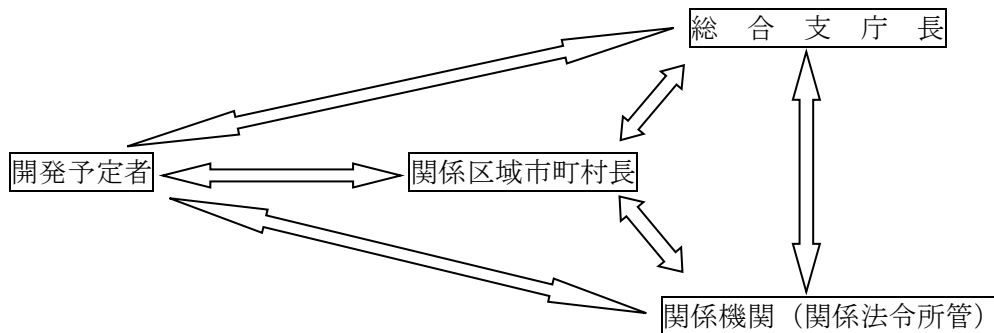 総 合 支 庁 長
開発予定者
関係区域市町村長
関係機関（関係法令所管）